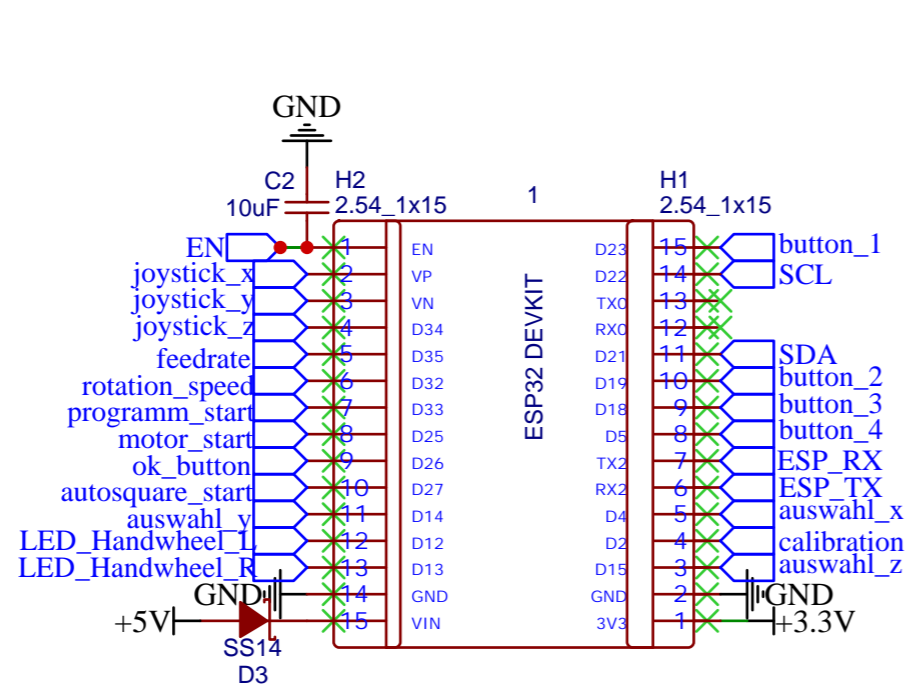 GND
C2
10uF
H2
2.54_1x15
1
H1
2.54_1x15
ESP32 DEVKIT
EN 1 EN
joystick_x 2 VP
joystick_y 3 VN
joystick_z 4 D34
feedrate 5 D35
rotation_speed 6 D32
programm_start 7 D33
motor_start 8 D25
ok_button 9 D26
autosquare_start 10 D27
auswahl_y 11 D14
LED_Handwheel_L 12 D12
LED_Handwheel_R 13 D13
GND 14 GND
+5V 15 VIN
SS14
D3
D23 15 button_1
D22 14 SCL
TX0 13
RX0 12
D21 11 SDA
D19 10 button_2
D18 9 button_3
D5 8 button_4
TX2 7 ESP_RX
RX2 6 ESP_TX
D4 5 auswahl_x
D2 4 calibration
D15 3 auswahl_z
GND 2 GND
3V3 1 +3.3V